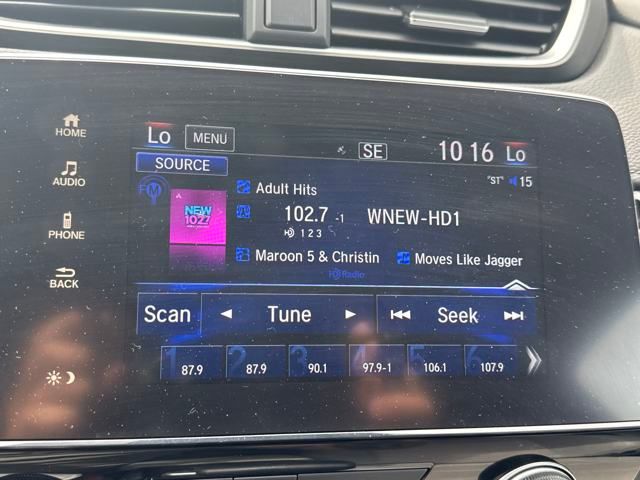 HOME
AUDIO
PHONE
BACK
Lo MENU SE 10 16 Lo
SOURCE "ST" 15
FM Adult Hits
NEW 102.7
102.7 -1 WNEW-HD1
1 2 3
Maroon 5 & Christin Moves Like Jagger
HD Radio
Scan Tune Seek
1 87.9 2 87.9 3 90.1 4 97.9-1 5 106.1 6 107.9